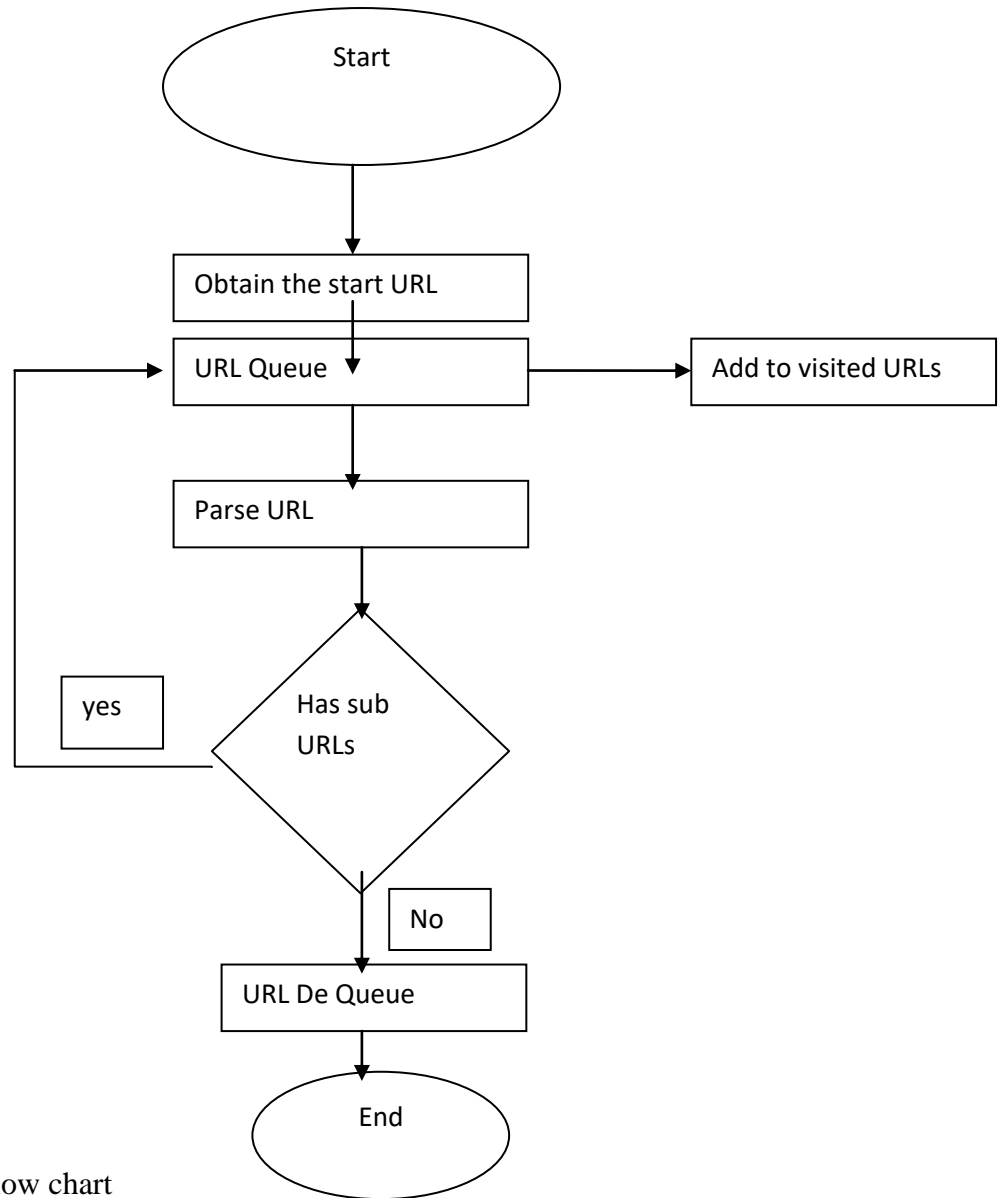 Start
Obtain the start URL
URL Queue
Add to visited URLs
Parse URL
Has sub
URLs
yes
No
URL De Queue
End
ow chart